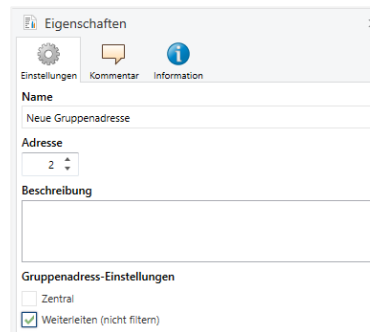 Eigenschaften
Einstellungen Kommentar Information
Name
Neue Gruppenadresse
Adresse
2
Beschreibung
Gruppenadress-Einstellungen
Zentral
Weiterleiten (nicht filtern)